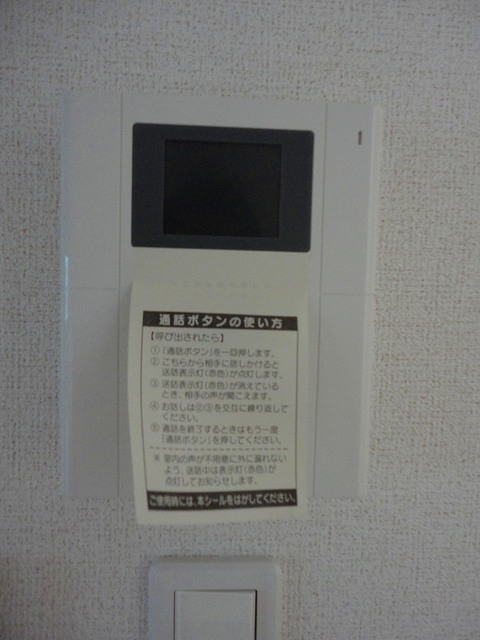 通話ボタンの使い方
【呼び出されたら】
①「通話ボタン」を一回押します。
②こちらから相手に話しかけると
送話表示灯(赤色)が点灯します。
③送話表示灯(赤色)が消えている
とき、相手の声が聞こえます。
④お話しは②③を交互に繰り返して
ください。
⑤通話を終了するときはもう一度
「通話ボタン」を押してください。
※室内の声が不用意に外に漏れない
よう、送話中は表示灯(赤色)が
点灯してお知らせします。
ご使用時には、本シールをはがしてください。